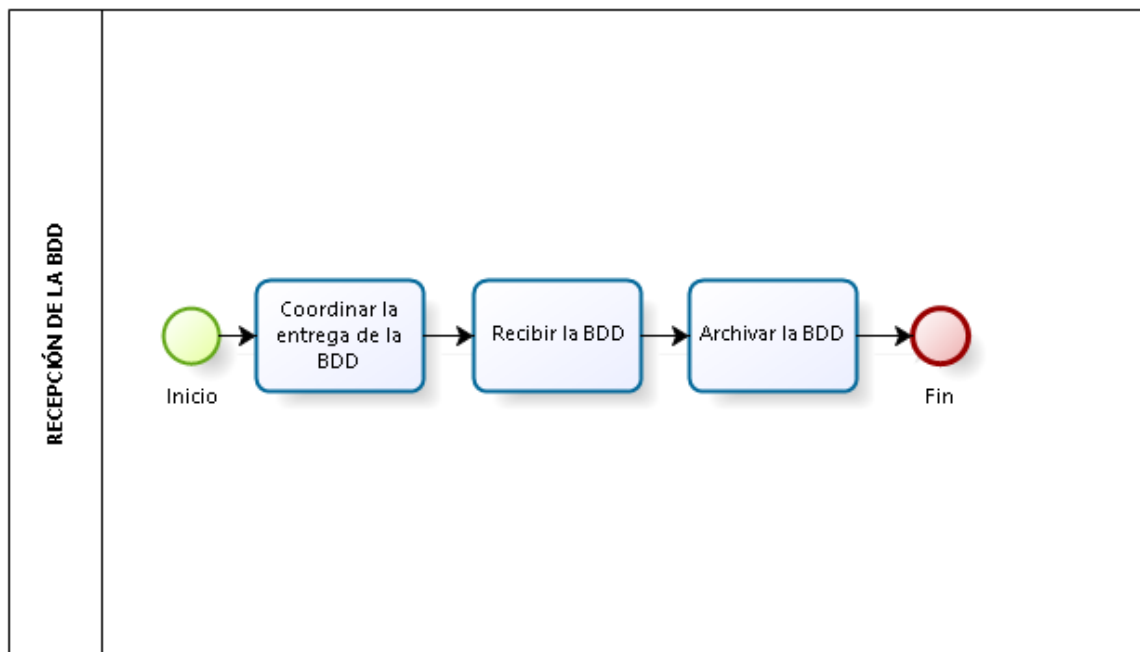 RECEPCIÓN DE LA BDD
Inicio
Coordinar la
entrega de la
BDD
Recibir la BDD
Archivar la BDD
Fin